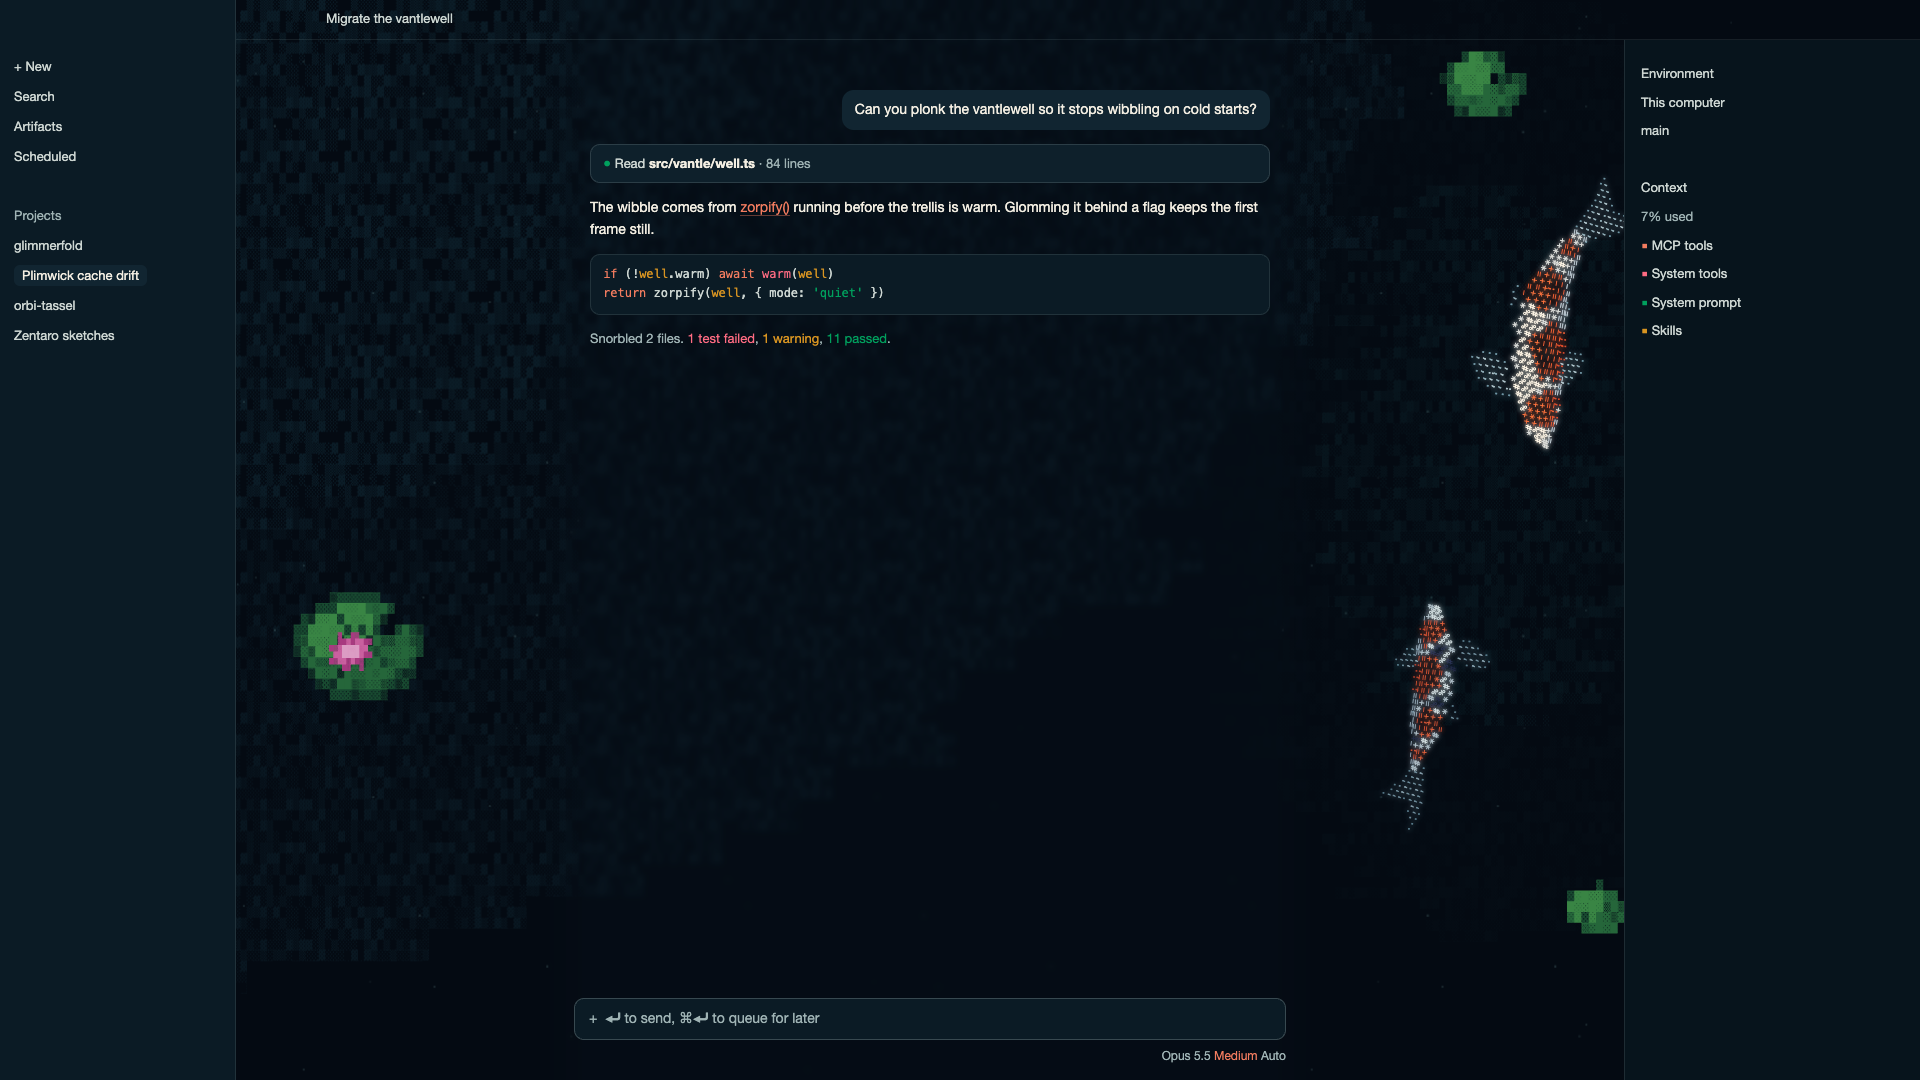 Migrate the vantlewell
+ New
Search
Artifacts
Scheduled
Projects
glimmerfold
Plimwick cache drift
orbi-tassel
Zentaro sketches
Can you plonk the vantlewell so it stops wibbling on cold starts?
Read src/vantle/well.ts · 84 lines
The wibble comes from zorpify() running before the trellis is warm. Glomming it behind a flag keeps the first
frame still.
if (!well.warm) await warm(well)
return zorpify(well, { mode: 'quiet' })
Snorbled 2 files. 1 test failed, 1 warning, 11 passed.
+ ↵ to send, ⌘↵ to queue for later
Opus 5.5 Medium Auto
Environment
This computer
main
Context
7% used
MCP tools
System tools
System prompt
Skills